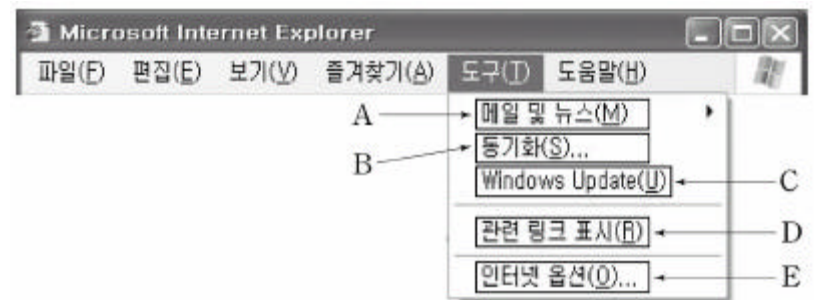 Microsoft Internet Explorer
파일(F) 편집(E) 보기(V) 즐겨찾기(A) 도구(T) 도움말(H)
A 메일 및 뉴스(M)
B 동기화(S)...
Windows Update(U) C
관련 링크 표시(R) D
인터넷 옵션(O)... E